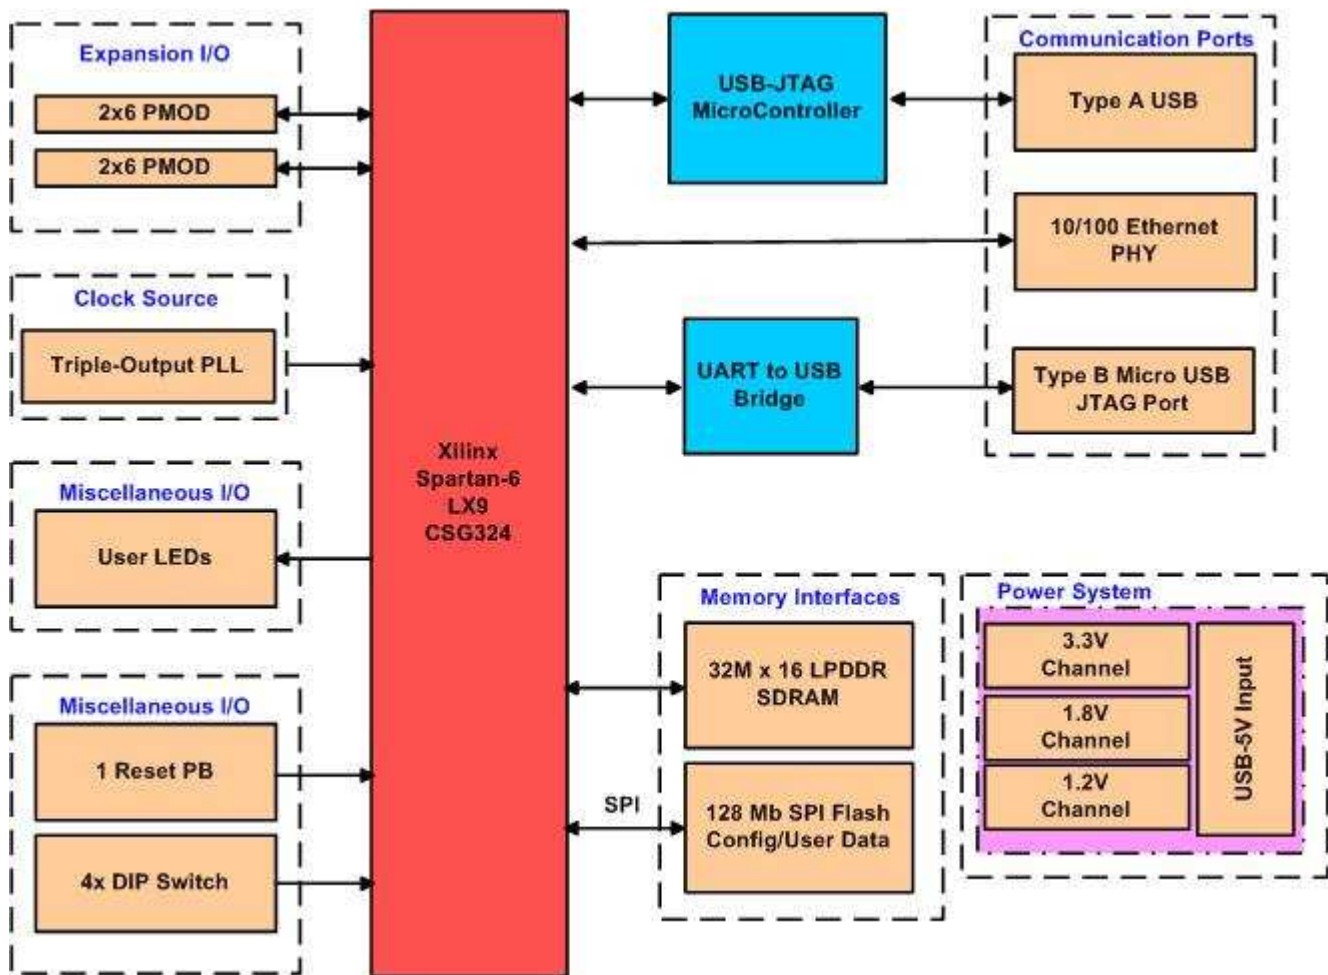 Expansion I/O
2x6 PMOD
2x6 PMOD
Clock Source
Triple-Output PLL
Miscellaneous I/O
User LEDs
Miscellaneous I/O
1 Reset PB
4x DIP Switch
Xilinx
Spartan-6
LX9
CSG324
USB-JTAG
MicroController
UART to USB
Bridge
Communication Ports
Type A USB
10/100 Ethernet
PHY
Type B Micro USB
JTAG Port
Memory Interfaces
32M x 16 LPDDR
SDRAM
SPI
128 Mb SPI Flash
Config/User Data
Power System
3.3V
Channel
1.8V
Channel
1.2V
Channel
USB-5V Input